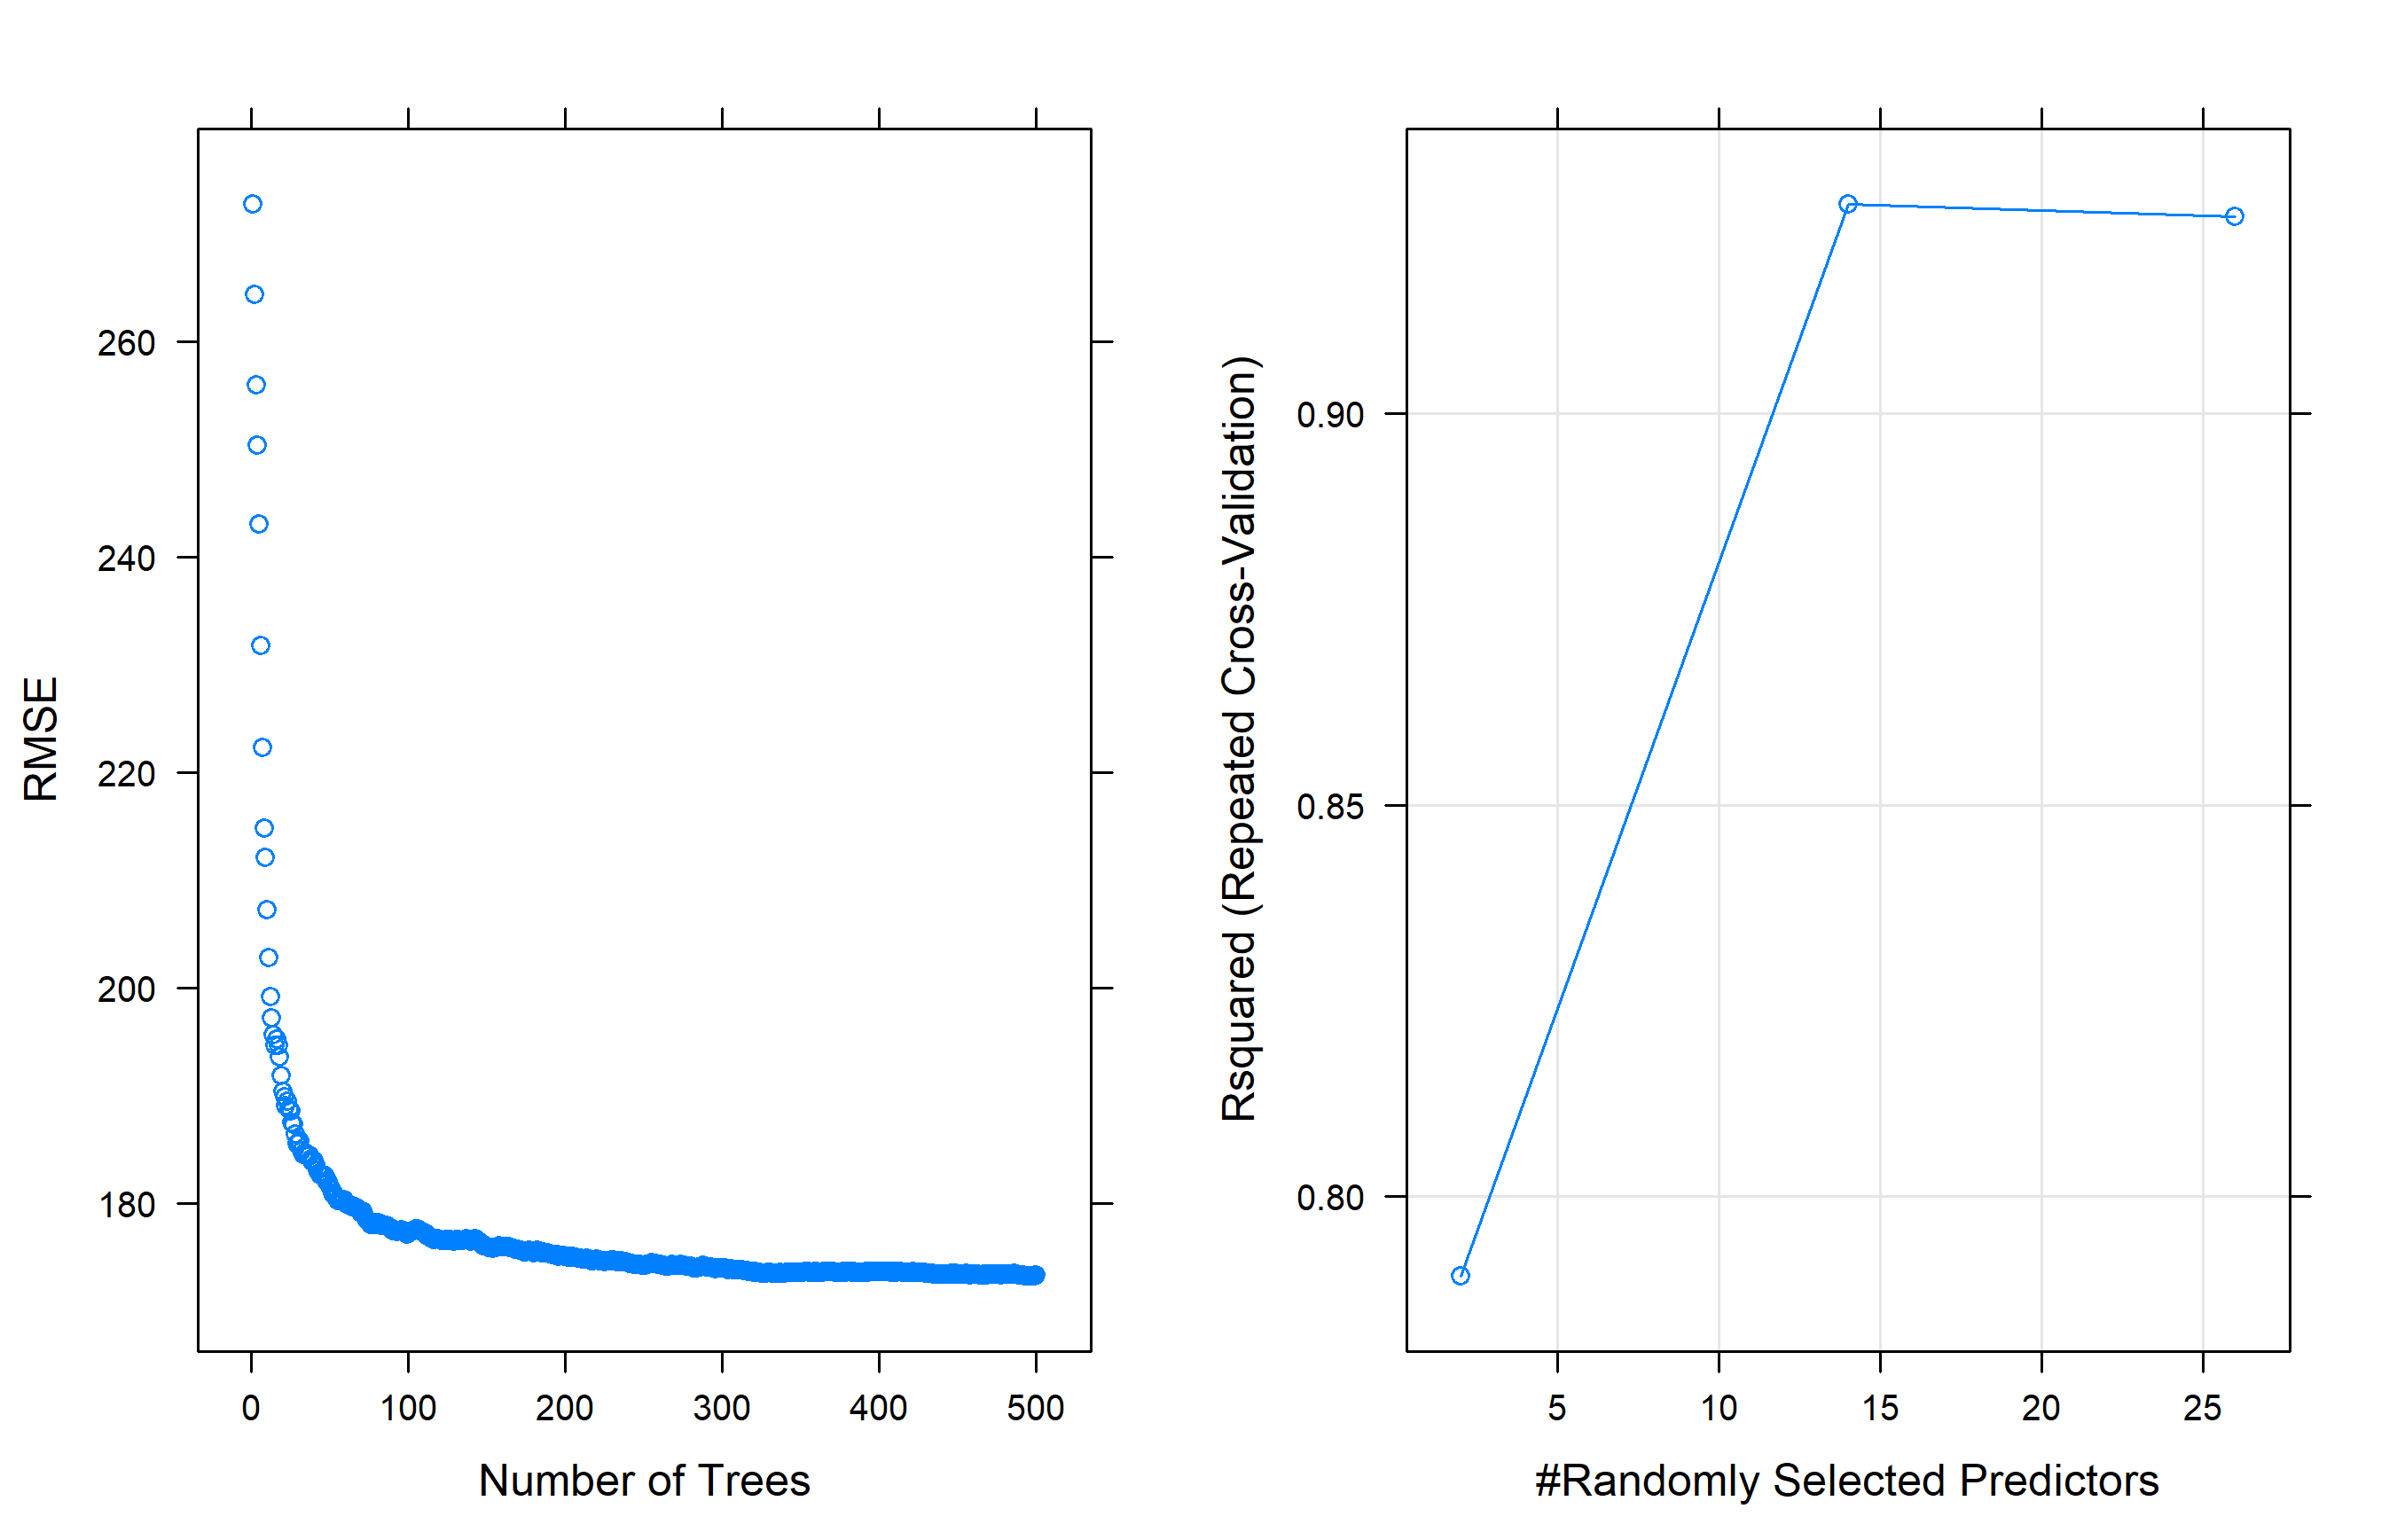 RMSE
260
240
220
200
180
0 100 200 300 400 500
Number of Trees
Rsquared (Repeated Cross-Validation)
0.90
0.85
0.80
5 10 15 20 25
#Randomly Selected Predictors